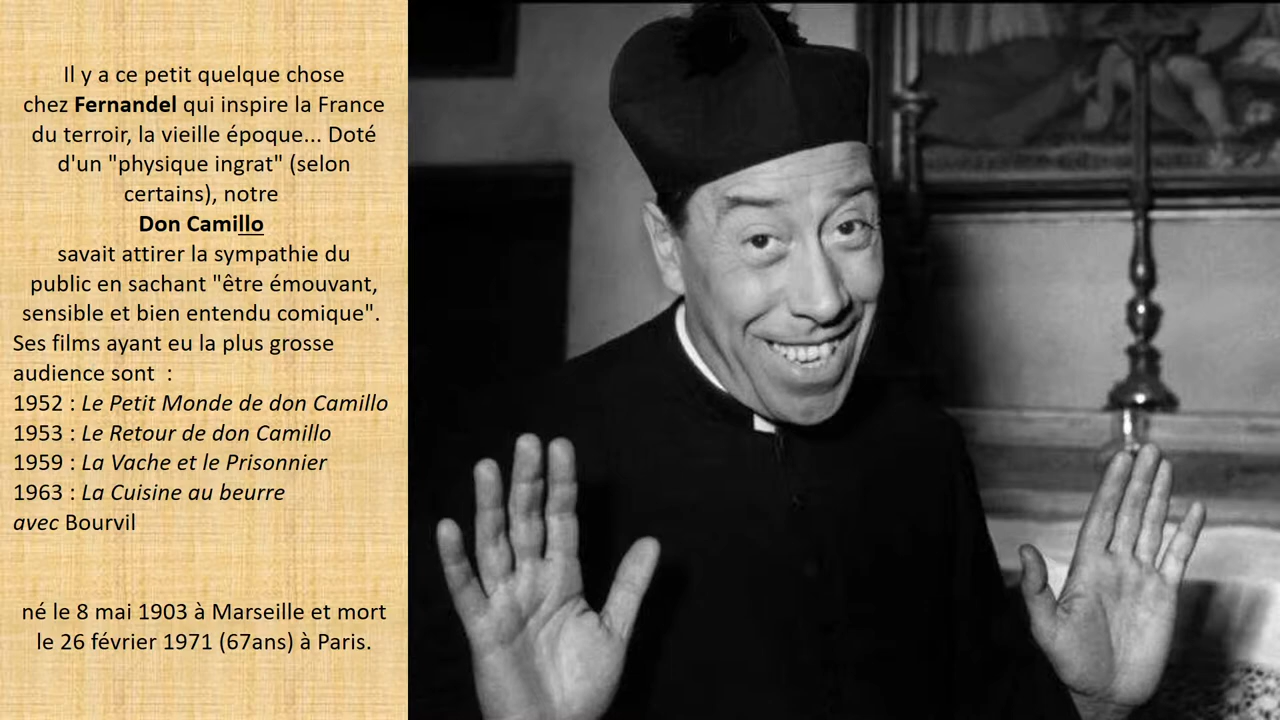 Il y a ce petit quelque chose
chez Fernandel qui inspire la France
du terroir, la vieille époque... Doté
d'un "physique ingrat" (selon
certains), notre
Don Camillo
savait attirer la sympathie du
public en sachant "être émouvant,
sensible et bien entendu comique".
Ses films ayant eu la plus grosse
audience sont :
1952 : Le Petit Monde de don Camillo
1953 : Le Retour de don Camillo
1959 : La Vache et le Prisonnier
1963 : La Cuisine au beurre
avec Bourvil
né le 8 mai 1903 à Marseille et mort
le 26 février 1971 (67ans) à Paris.